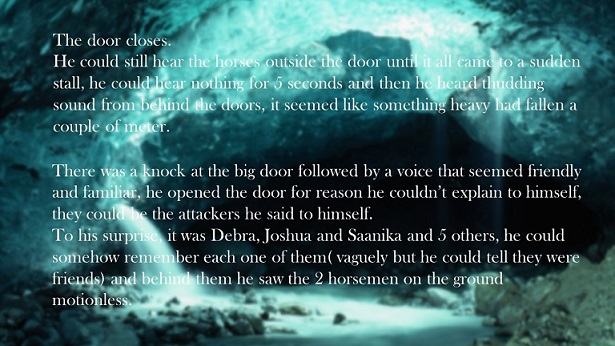 The door closes.
He could still hear the horses outside the door until it all came to a sudden
stall, he could hear nothing for 5 seconds and then he heard thudding
sound from behind the doors, it seemed like something heavy had fallen a
couple of meter.
There was a knock at the big door followed by a voice that seemed friendly
and familiar, he opened the door for reason he couldn’t explain to himself,
they could be the attackers he said to himself.
To his surprise, it was Debra, Joshua and Saanika and 5 others, he could
somehow remember each one of them( vaguely but he could tell they were
friends) and behind them he saw the 2 horsemen on the ground
motionless.